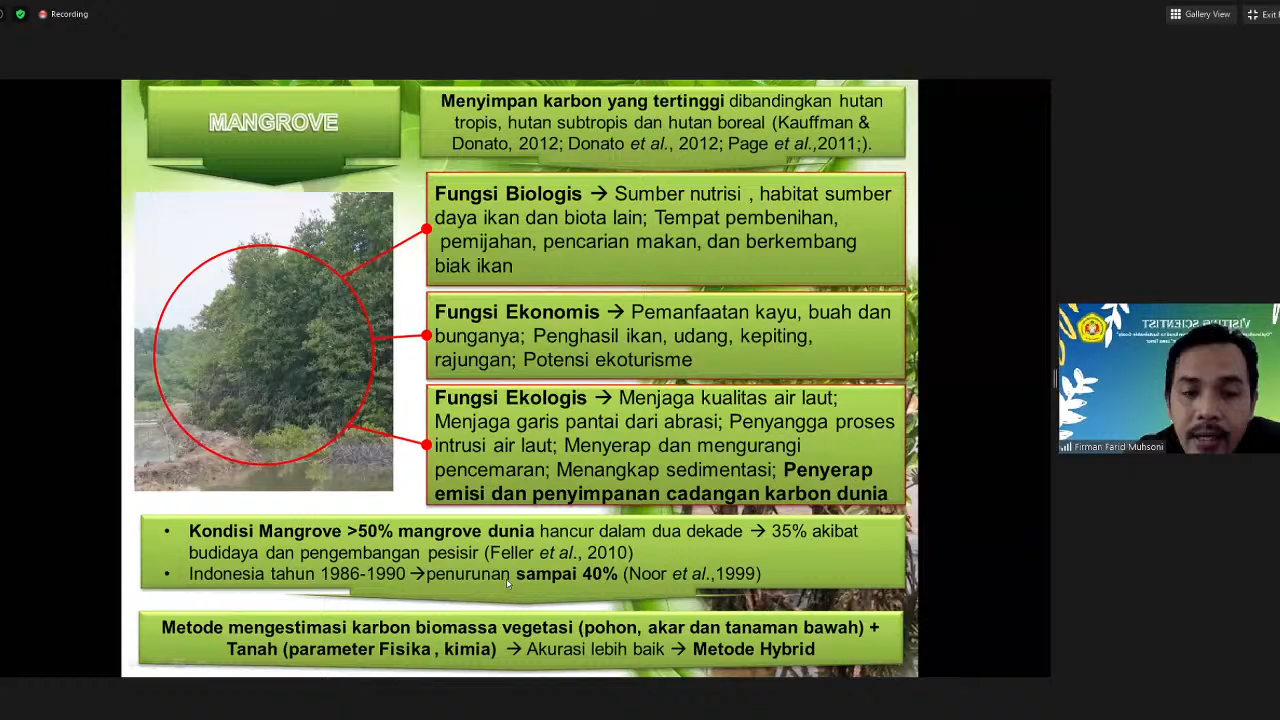 Recording
Gallery View
Exit
MANGROVE
Menyimpan karbon yang tertinggi dibandingkan hutan
tropis, hutan subtropis dan hutan boreal (Kauffman &
Donato, 2012; Donato et al., 2012; Page et al.,2011;).
Fungsi Biologis → Sumber nutrisi , habitat sumber
daya ikan dan biota lain; Tempat pembenihan,
pemijahan, pencarian makan, dan berkembang
biak ikan
Fungsi Ekonomis → Pemanfaatan kayu, buah dan
bunganya; Penghasil ikan, udang, kepiting,
rajungan; Potensi ekoturisme
Fungsi Ekologis → Menjaga kualitas air laut;
Menjaga garis pantai dari abrasi; Penyangga proses
intrusi air laut; Menyerap dan mengurangi
pencemaran; Menangkap sedimentasi; Penyerap
emisi dan penyimpanan cadangan karbon dunia
• Kondisi Mangrove >50% mangrove dunia hancur dalam dua dekade → 35% akibat
budidaya dan pengembangan pesisir (Feller et al., 2010)
• Indonesia tahun 1986-1990 →penurunan sampai 40% (Noor et al.,1999)
Metode mengestimasi karbon biomassa vegetasi (pohon, akar dan tanaman bawah) +
Tanah (parameter Fisika , kimia) → Akurasi lebih baik → Metode Hybrid
VISITING SCIENTIST
Firman Farid Muhsoni